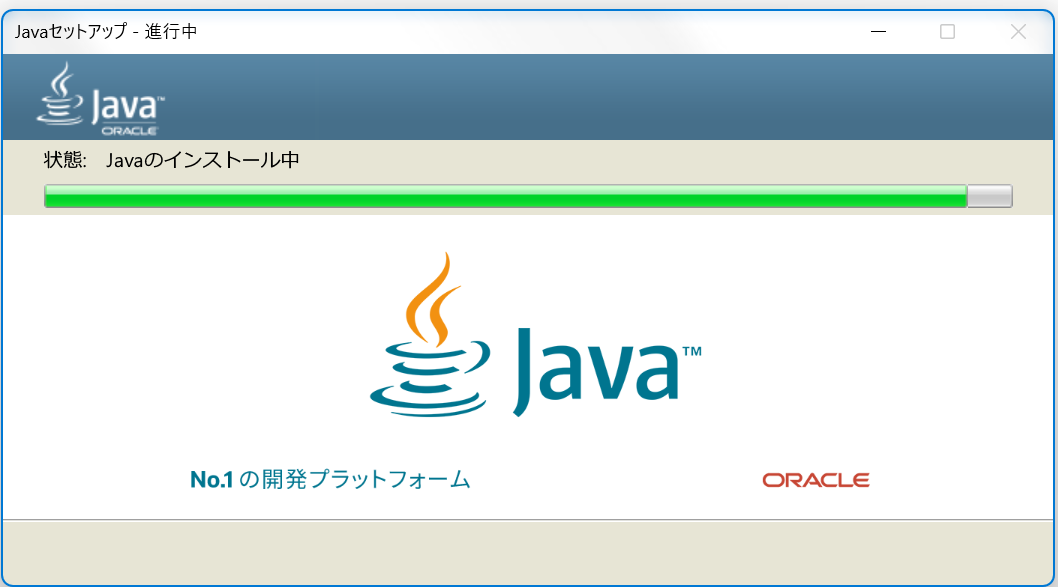 Javaセットアップ - 進行中
Java™
ORACLE
状態: Javaのインストール中
Java™
No.1 の開発プラットフォーム
ORACLE